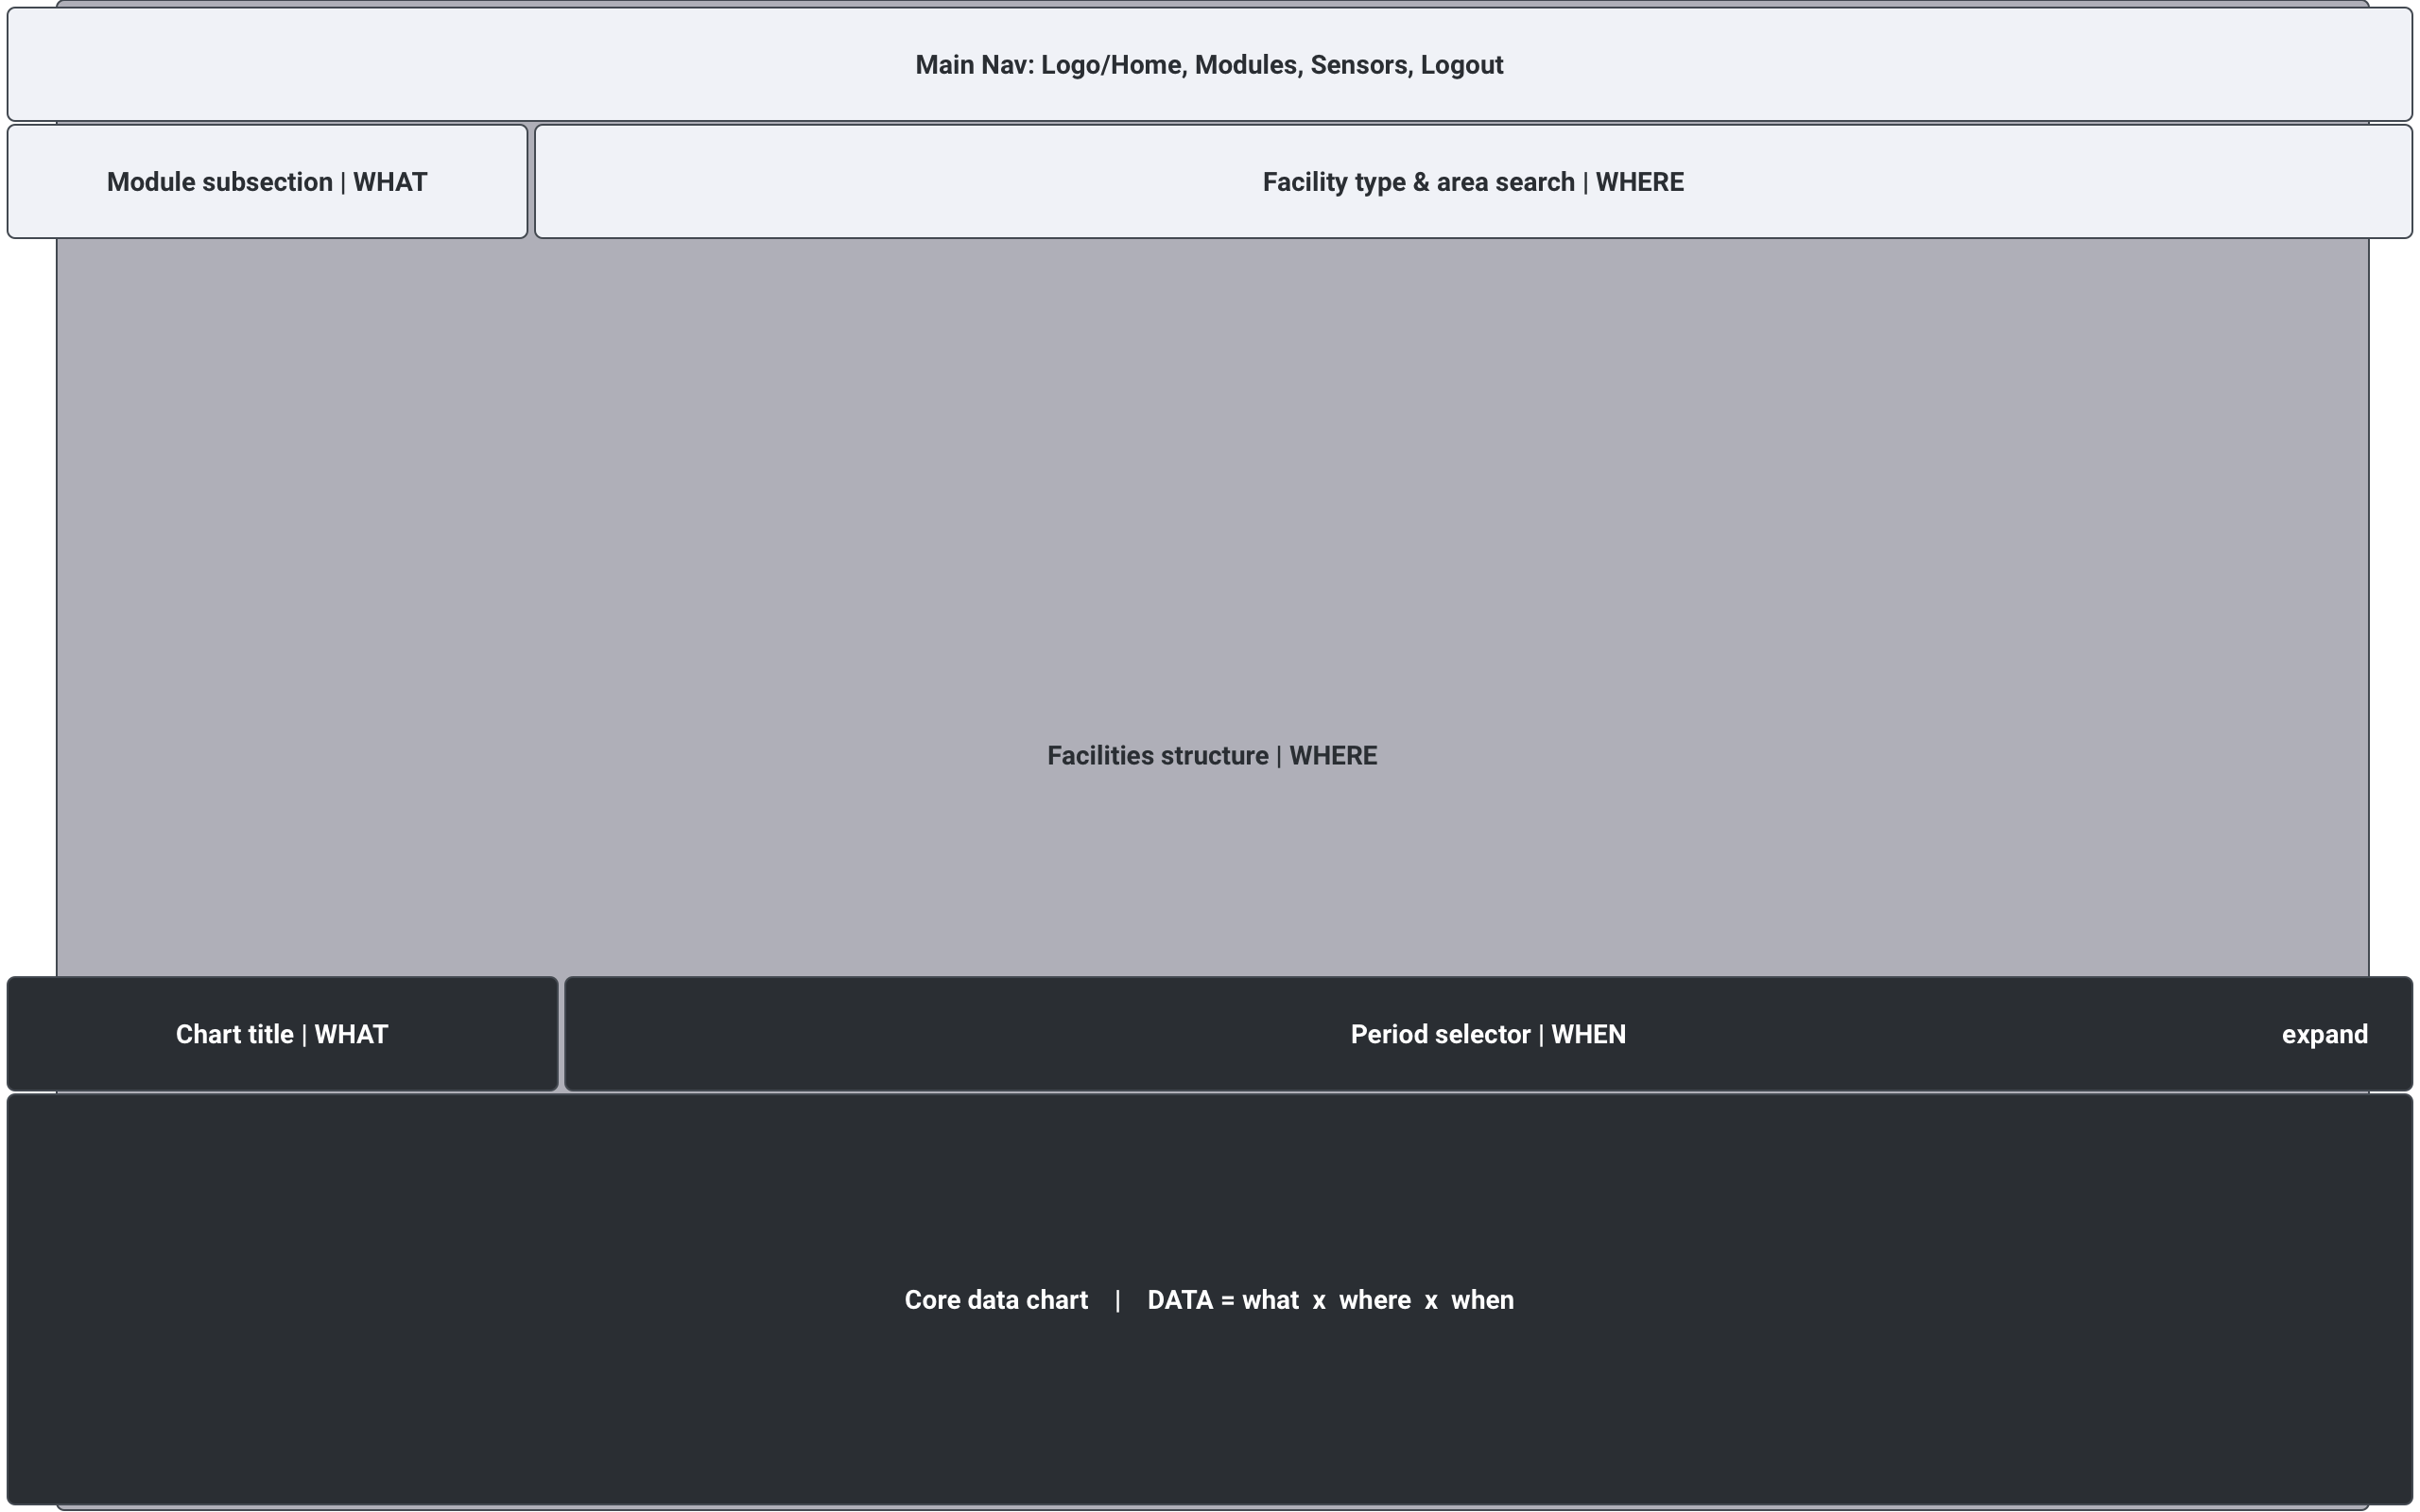 Main Nav: Logo/Home, Modules, Sensors, Logout
Module subsection | WHAT
Facility type & area search | WHERE
Facilities structure | WHERE
Chart title | WHAT
Period selector | WHEN
expand
Core data chart | DATA = what x where x when